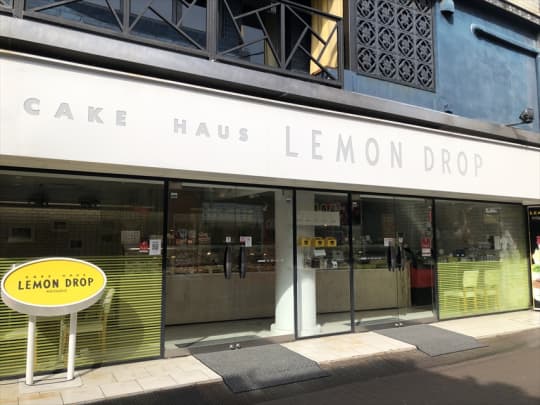 CAKE HAUS LEMON DROP
CAKE HAUS
LEMON DROP